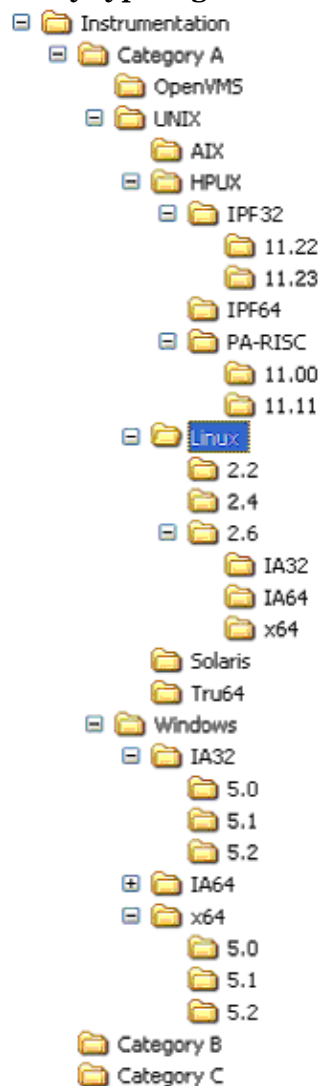 Instrumentation
Category A
OpenVMS
UNIX
AIX
HPUX
IPF32
11.22
11.23
IPF64
PA-RISC
11.00
11.11
Linux
2.2
2.4
2.6
IA32
IA64
x64
Solaris
Tru64
Windows
IA32
5.0
5.1
5.2
IA64
x64
5.0
5.1
5.2
Category B
Category C